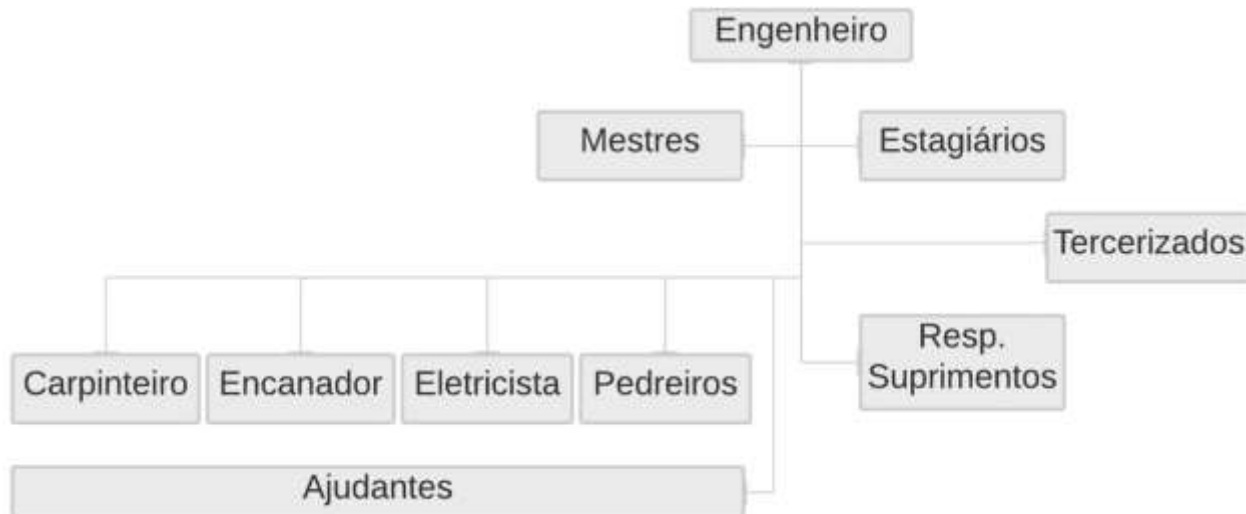 Engenheiro
Mestres
Estagiários
Tercerizados
Resp.
Suprimentos
Carpinteiro
Encanador
Eletricista
Pedreiros
Ajudantes